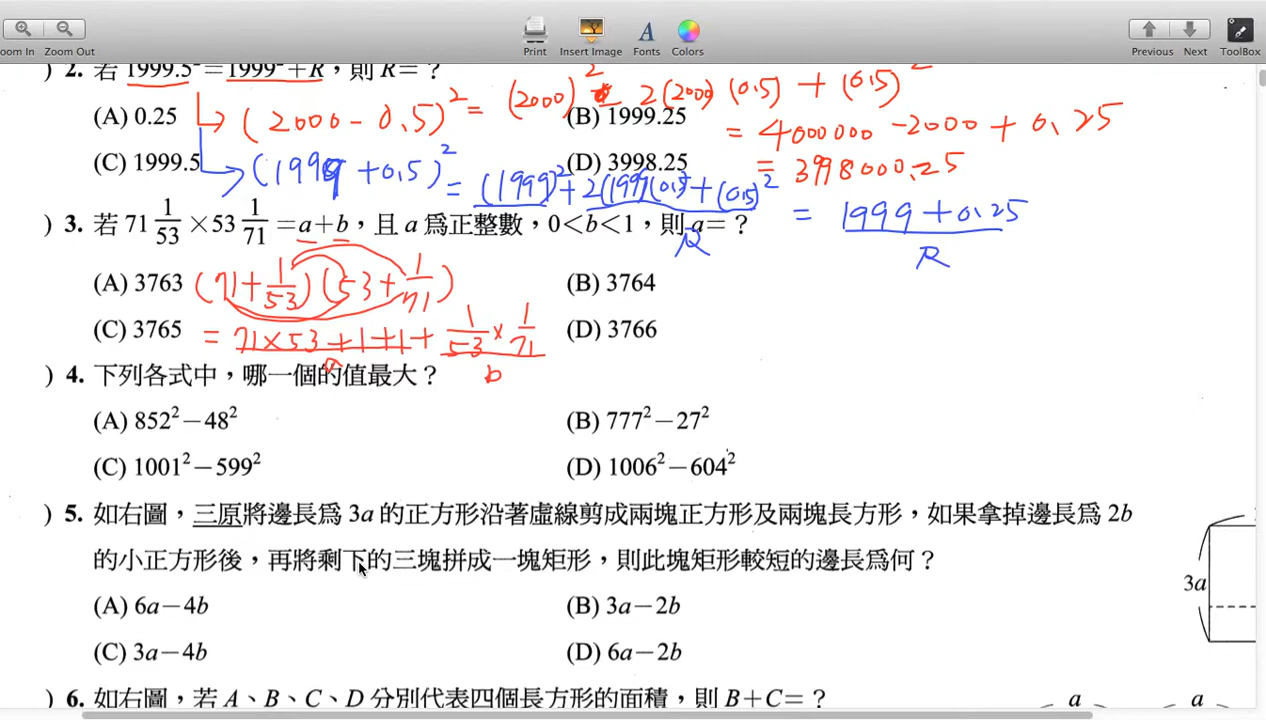 oom In Zoom Out Print Insert Image Fonts Colors Previous Next ToolBox
) 2. 若 1999.5²=1999²+R，則 R=？
(2000-0.5)² = (2000)² - 2(2000)(0.5) + (0.5)²
(A) 0.25 (B) 1999.25
= 4000000 -2000 + 0.25
(C) 1999.5 (D) 3998.25
= 3998000.25
(1999+0.5)² = (1999)²+2(1999)(0.5)+(0.5)² = 1999+0.25
R R
) 3. 若 71 1/53 ×53 1/71 =a+b，且 a 爲正整數，0<b<1，則 a=？
(A) 3763 (B) 3764
(71+1/53)(53+1/71)
(C) 3765 (D) 3766
= 71×53+1+1+ 1/53 × 1/71
a b
) 4. 下列各式中，哪一個的值最大？
(A) 852²−48² (B) 777²−27²
(C) 1001²−599² (D) 1006²−604²
) 5. 如右圖，三原將邊長爲 3a 的正方形沿著虛線剪成兩塊正方形及兩塊長方形，如果拿掉邊長爲 2b
的小正方形後，再將剩下的三塊拼成一塊矩形，則此塊矩形較短的邊長爲何？
3a
(A) 6a−4b (B) 3a−2b
(C) 3a−4b (D) 6a−2b
) 6. 如右圖，若 A、B、C、D 分別代表四個長方形的面積，則 B+C=？
a a